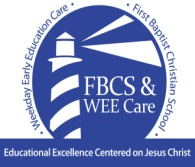 • Weekday Early Education Care •
First Baptist Christian School •
FBCS &
WEE Care
Educational Excellence Centered on Jesus Christ